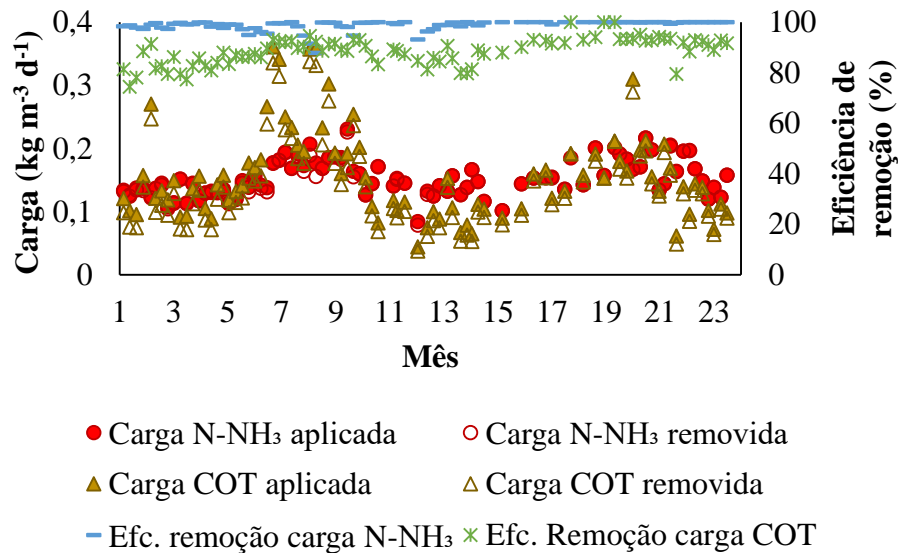 0,4
0,3
0,2
0,1
0
Carga (kg m-3 d-1)
100
80
60
40
20
0
Eficiência de
remoção (%)
1 3 5 7 9 11 13 15 17 19 21 23
Mês
Carga N-NH₃ aplicada
Carga N-NH₃ removida
Carga COT aplicada
Carga COT removida
Efc. remoção carga N-NH₃
Efc. Remoção carga COT